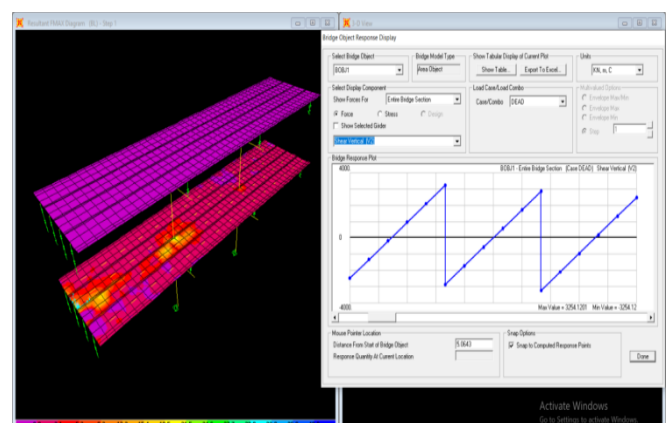 Resultant FMAX Diagram (BL) - Step 1
3-D View
Bridge Object Response Display
Select Bridge Object
BOBJ1
Bridge Model Type
Area Object
Show Tabular Display of Current Plot
Show Table...
Export To Excel...
Units
KN, m, C
Select Display Component
Show Forces For
Entire Bridge Section
Force
Stress
Design
Show Selected Girder
Shear Vertical (V2)
Load Case/Load Combo
Case/Combo
DEAD
Multivalued Options
Envelope Max/Min
Envelope Max
Envelope Min
Step
1
Bridge Response Plot
4000.
BOBJ1 - Entire Bridge Section (Case DEAD) Shear Vertical (V2)
0
-4000.
Max Value = 3254.1201 Min Value = -3254.12
Mouse Pointer Location
Distance From Start of Bridge Object
5.0643
Response Quantity At Current Location
Snap Options
Snap to Computed Response Points
Done
Activate Windows
Go to Settings to activate Windows.